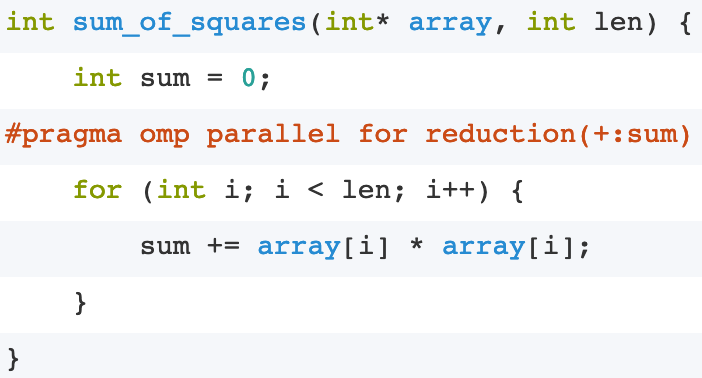 int sum_of_squares(int* array, int len) {
    int sum = 0;
#pragma omp parallel for reduction(+:sum)
    for (int i; i < len; i++) {
        sum += array[i] * array[i];
    }
}